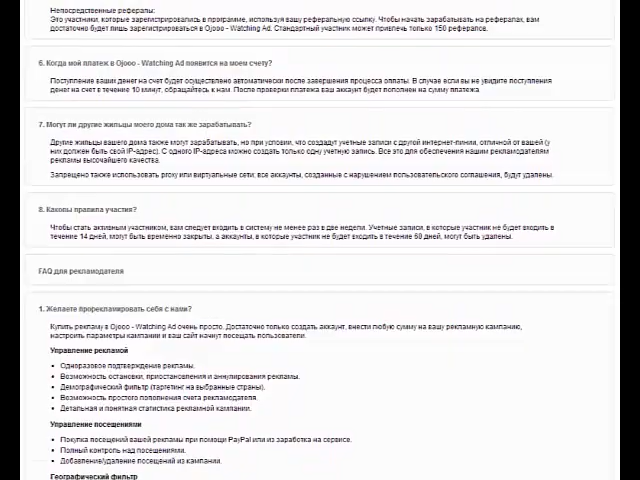 Непосредственные рефералы:
Это участники, которые зарегистрировались в программе, используя вашу реферальную ссылку. Чтобы начать зарабатывать на рефералах, вам
достаточно будет лишь зарегистрироваться в Ojooo - Watching Ad. Стандартный участник может привлечь только 150 рефералов.
6. Когда мой платеж в Ojooo - Watching Ad появится на моем счету?
Поступление ваших денег на счет будет осуществлено автоматически после завершения процесса оплаты. В случае если вы не увидите поступления
денег на счет в течение 10 минут, обращайтесь к нам. После проверки платежа ваш аккаунт будет пополнен на сумму платежа.
7. Могут ли другие жильцы моего дома так же зарабатывать?
Другие жильцы вашего дома также могут зарабатывать, но при условии, что создадут учетные записи с другой интернет-линии, отличной от вашей (у
них должен быть свой IP-адрес). С одного IP-адреса можно создать только одну учетную запись. Все это для обеспечения нашим рекламодателям
рекламы высочайшего качества.
Запрещено также использовать proxy или виртуальные сети; все аккаунты, созданные с нарушением пользовательского соглашения, будут удалены.
8. Каковы правила участия?
Чтобы стать активным участником, вам следует входить в систему не менее раз в две недели. Учетные записи, в которые участник не будет входить в
течение 14 дней, могут быть временно закрыты, а аккаунты, в которые участник не будет входить в течение 60 дней, могут быть удалены.
FAQ для рекламодателя
1. Желаете прорекламировать себя с нами?
Купить рекламу в Ojooo - Watching Ad очень просто. Достаточно только создать аккаунт, внести любую сумму на вашу рекламную кампанию,
настроить параметры кампании и ваш сайт начнут посещать пользователи.
Управление рекламой
Одноразовое подтверждение рекламы.
Возможность остановки, приостановления и аннулирования рекламы.
Демографический фильтр (таргетинг на выбранные страны).
Возможность простого пополнения счета рекламодателя.
Детальная и понятная статистика рекламной кампании.
Управление посещениями
Покупка посещений вашей рекламы при помощи PayPal или из заработка на сервисе.
Полный контроль над посещениями.
Добавление/удаление посещений из кампании.
Географический фильтр